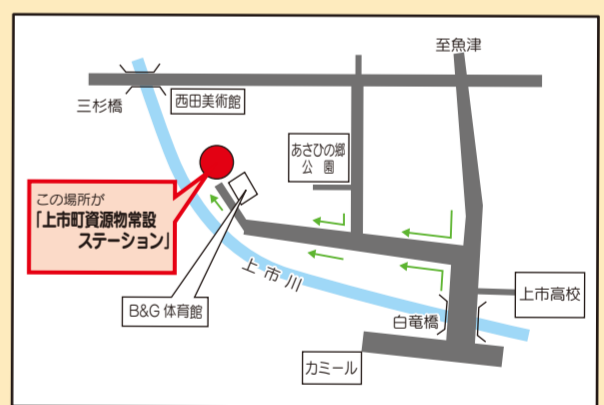 至魚津
三杉橋
西田美術館
あさひの郷
公園
この場所が
「上市町資源物常設
ステーション」
上市川
B&G 体育館
上市高校
白竜橋
カミール